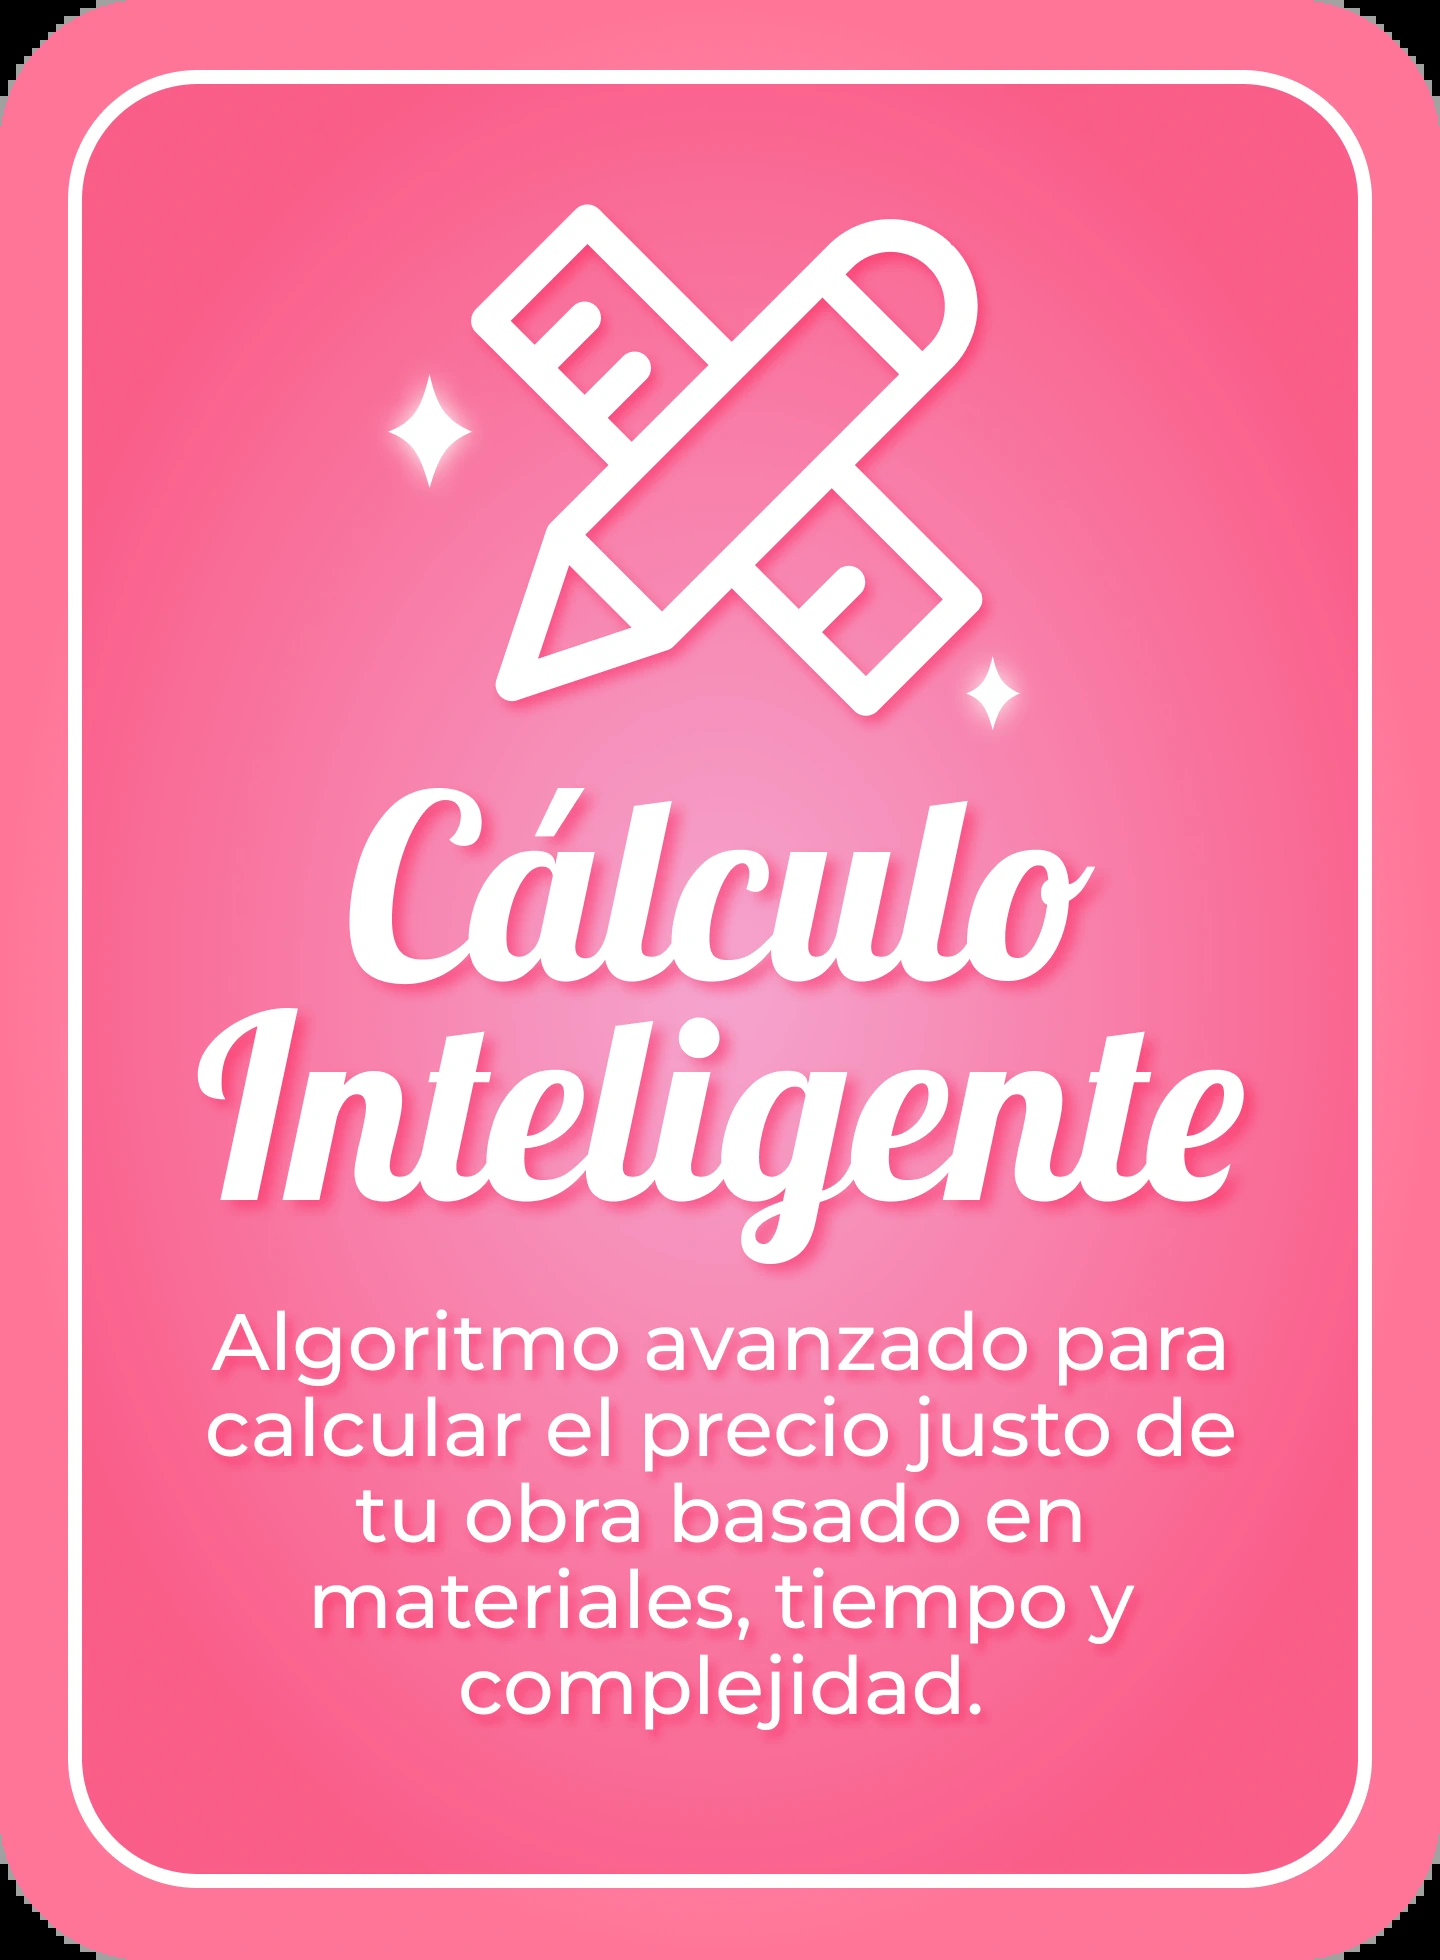 Cálculo
Inteligente
Algoritmo avanzado para
calcular el precio justo de
tu obra basado en
materiales, tiempo y
complejidad.